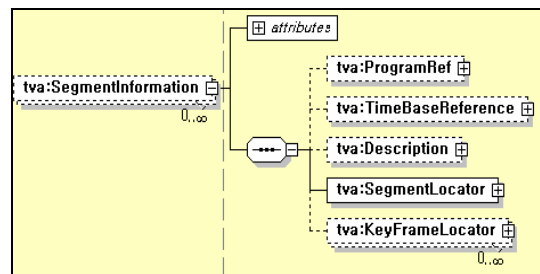 attributes
tva:ProgramRef
tva:SegmentInformation
tva:TimeBaseReference
0..∞
tva:Description
tva:SegmentLocator
tva:KeyFrameLocator
0..∞